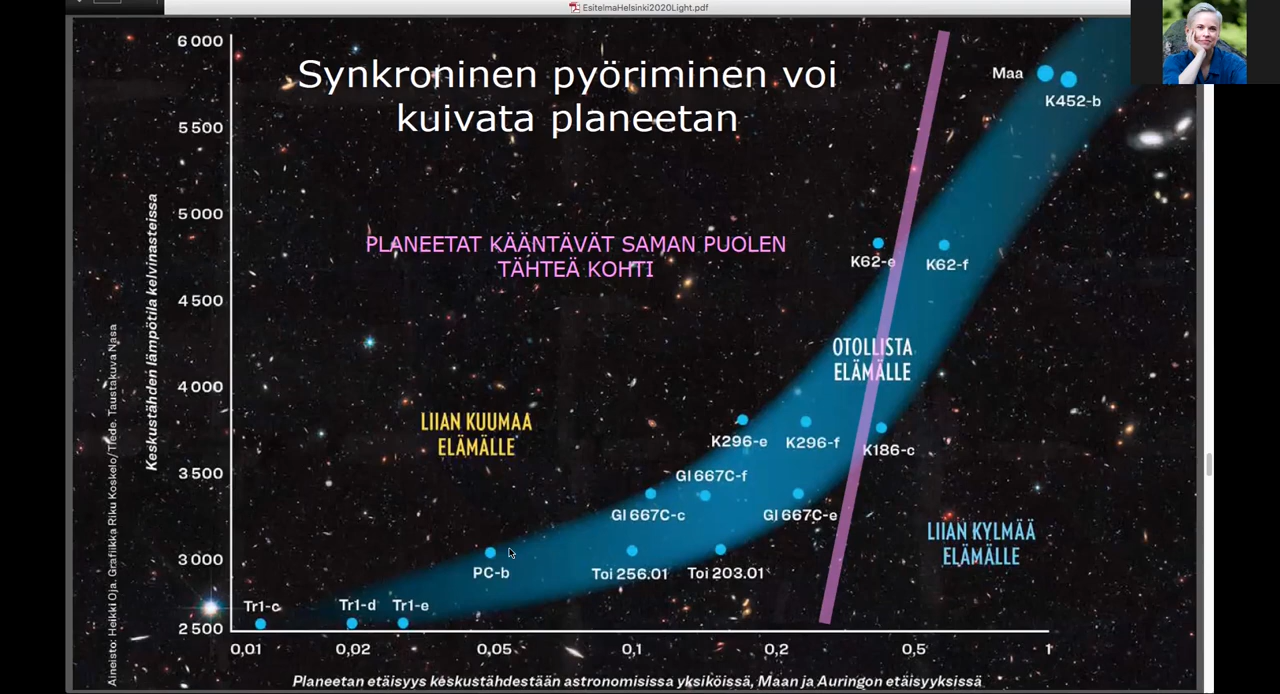 EsitelmaHelsinki2020Light.pdf
Synkroninen pyöriminen voi
kuivata planeetan
PLANEETAT KÄÄNTÄVÄT SAMAN PUOLEN
TÄHTEÄ KOHTI
Keskustähden lämpötila kelvinasteissa
6 000
5 500
5 000
4 500
4 000
3 500
3 000
2 500
Maa
K452-b
K62-e
K62-f
OTOLLISTA
ELÄMÄLLE
LIIAN KUUMAA
ELÄMÄLLE
K296-e
K296-f
K186-c
Gl 667C-f
Gl 667C-c
Gl 667C-e
LIIAN KYLMÄÄ
ELÄMÄLLE
PC-b
Toi 256.01
Toi 203.01
Tr1-c
Tr1-d
Tr1-e
0,01
0,02
0,05
0,1
0,2
0,5
1
Planeetan etäisyys keskustähdestään astronomisissa yksiköissä, Maan ja Auringon etäisyyksissä
Aineisto: Heikki Oja. Grafiikka Riku Koskelo/Tiede. Taustakuva Nasa